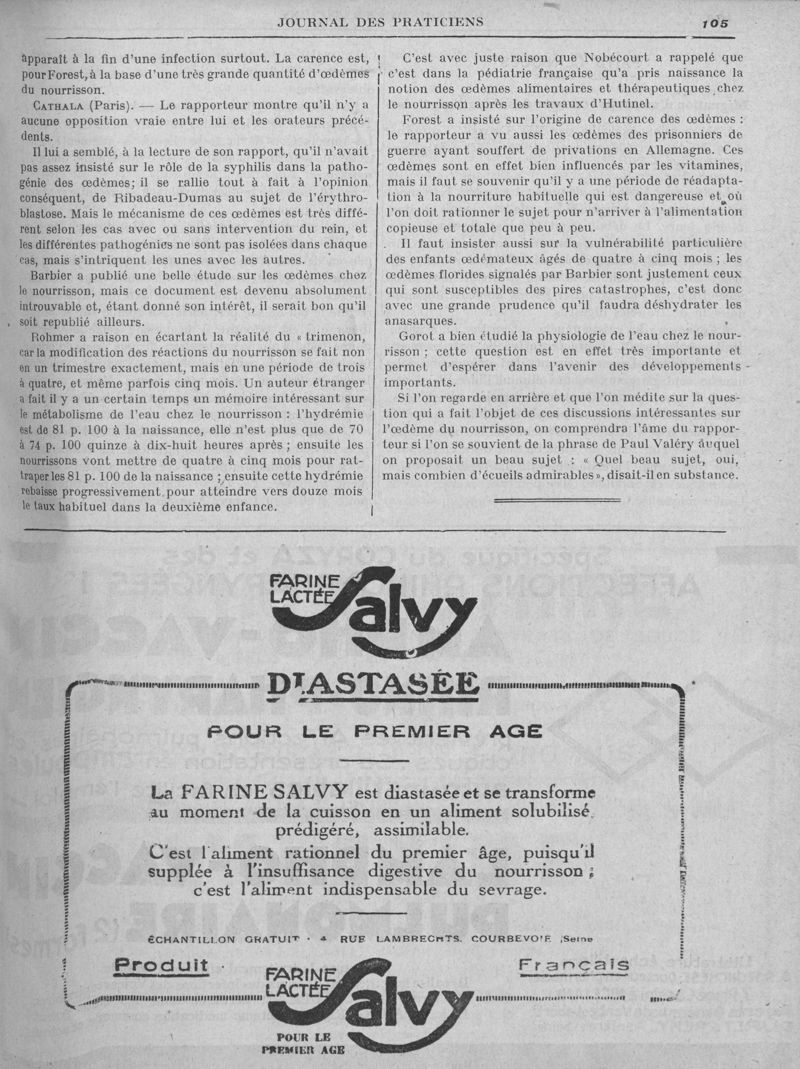 JOURNAL DES PRATICIENS 105
apparaît à la fin d'une infection surtout. La carence est,
pour Forest, à la base d'une très grande quantité d'œdèmes
du nourrisson.
CATHALA (Paris). — Le rapporteur montre qu'il n'y a
aucune opposition vraie entre lui et les orateurs précé-
dents.
Il lui a semblé, à la lecture de son rapport, qu'il n'avait
pas assez insisté sur le rôle de la syphilis dans la patho-
génie des œdèmes; il se rallie tout à fait à l'opinion
conséquent, de Ribadeau-Dumas au sujet de l'érythro-
blastose. Mais le mécanisme de ces œdèmes est très diffé-
rent selon les cas avec ou sans intervention du rein, et
les différentes pathogénies ne sont pas isolées dans chaque
cas, mais s'intriquent les unes avec les autres.
Barbier a publié une belle étude sur les œdèmes chez
le nourrisson, mais ce document est devenu absolument
introuvable et, étant donné son intérêt, il serait bon qu'il
soit republié ailleurs.
Rohmer a raison en écartant la réalité du « trimenon,
car la modification des réactions du nourrisson se fait non
en un trimestre exactement, mais en une période de trois
à quatre, et même parfois cinq mois. Un auteur étranger
a fait il y a un certain temps un mémoire intéressant sur
le métabolisme de l'eau chez le nourrisson : l'hydrémie
est de 81 p. 100 à la naissance, elle n'est plus que de 70
à 74 p. 100 quinze à dix-huit heures après ; ensuite les
nourrissons vont mettre de quatre à cinq mois pour rat-
traper les 81 p. 100 de la naissance ; ensuite cette hydrémie
rebaisse progressivement pour atteindre vers douze mois
le taux habituel dans la deuxième enfance.
C'est avec juste raison que Nobécourt a rappelé que
c'est dans la pédiatrie française qu'a pris naissance la
notion des œdèmes alimentaires et thérapeutiques chez
le nourrisson après les travaux d'Hutinel.
Forest a insisté sur l'origine de carence des œdèmes :
le rapporteur a vu aussi les œdèmes des prisonniers de
guerre ayant souffert de privations en Allemagne. Ces
œdèmes sont en effet bien influencés par les vitamines,
mais il faut se souvenir qu'il y a une période de réadapta-
tion à la nourriture habituelle qui est dangereuse et où
l'on doit rationner le sujet pour n'arriver à l'alimentation
copieuse et totale que peu à peu.
Il faut insister aussi sur la vulnérabilité particulière
des enfants œdémateux âgés de quatre à cinq mois ; les
œdèmes florides signalés par Barbier sont justement ceux
qui sont susceptibles des pires catastrophes, c'est donc
avec une grande prudence qu'il faudra déshydrater les
anasarques.
Gorot a bien étudié la physiologie de l'eau chez le nour-
risson ; cette question est en effet très importante et
permet d'espérer dans l'avenir des développements
importants.
Si l'on regarde en arrière et que l'on médite sur la ques-
tion qui a fait l'objet de ces discussions intéressantes sur
l'œdème du nourrisson, on comprendra l'âme du rappor-
teur si l'on se souvient de la phrase de Paul Valéry auquel
on proposait un beau sujet : « Quel beau sujet, oui,
mais combien d'écueils admirables », disait-il en substance.
FARINE
LACTÉE
Salvy
DIASTASÉE
POUR LE PREMIER AGE
La FARINE SALVY est diastasée et se transforme
au moment de la cuisson en un aliment solubilisé,
prédigéré, assimilable.
C'est l'aliment rationnel du premier âge, puisqu'il
supplée à l'insuffisance digestive du nourrisson ;
c'est l'aliment indispensable du sevrage.
ÉCHANTILLON GRATUIT · 4 RUE LAMBRECHTS. COURBEVOIE (Seine
Produit Français
FARINE
LACTÉE
Salvy
POUR LE
PREMIER AGE